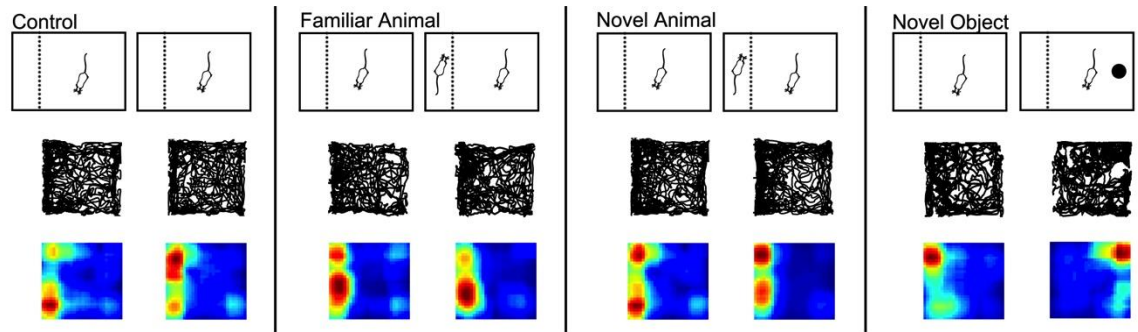 Control
Familiar Animal
Novel Animal
Novel Object